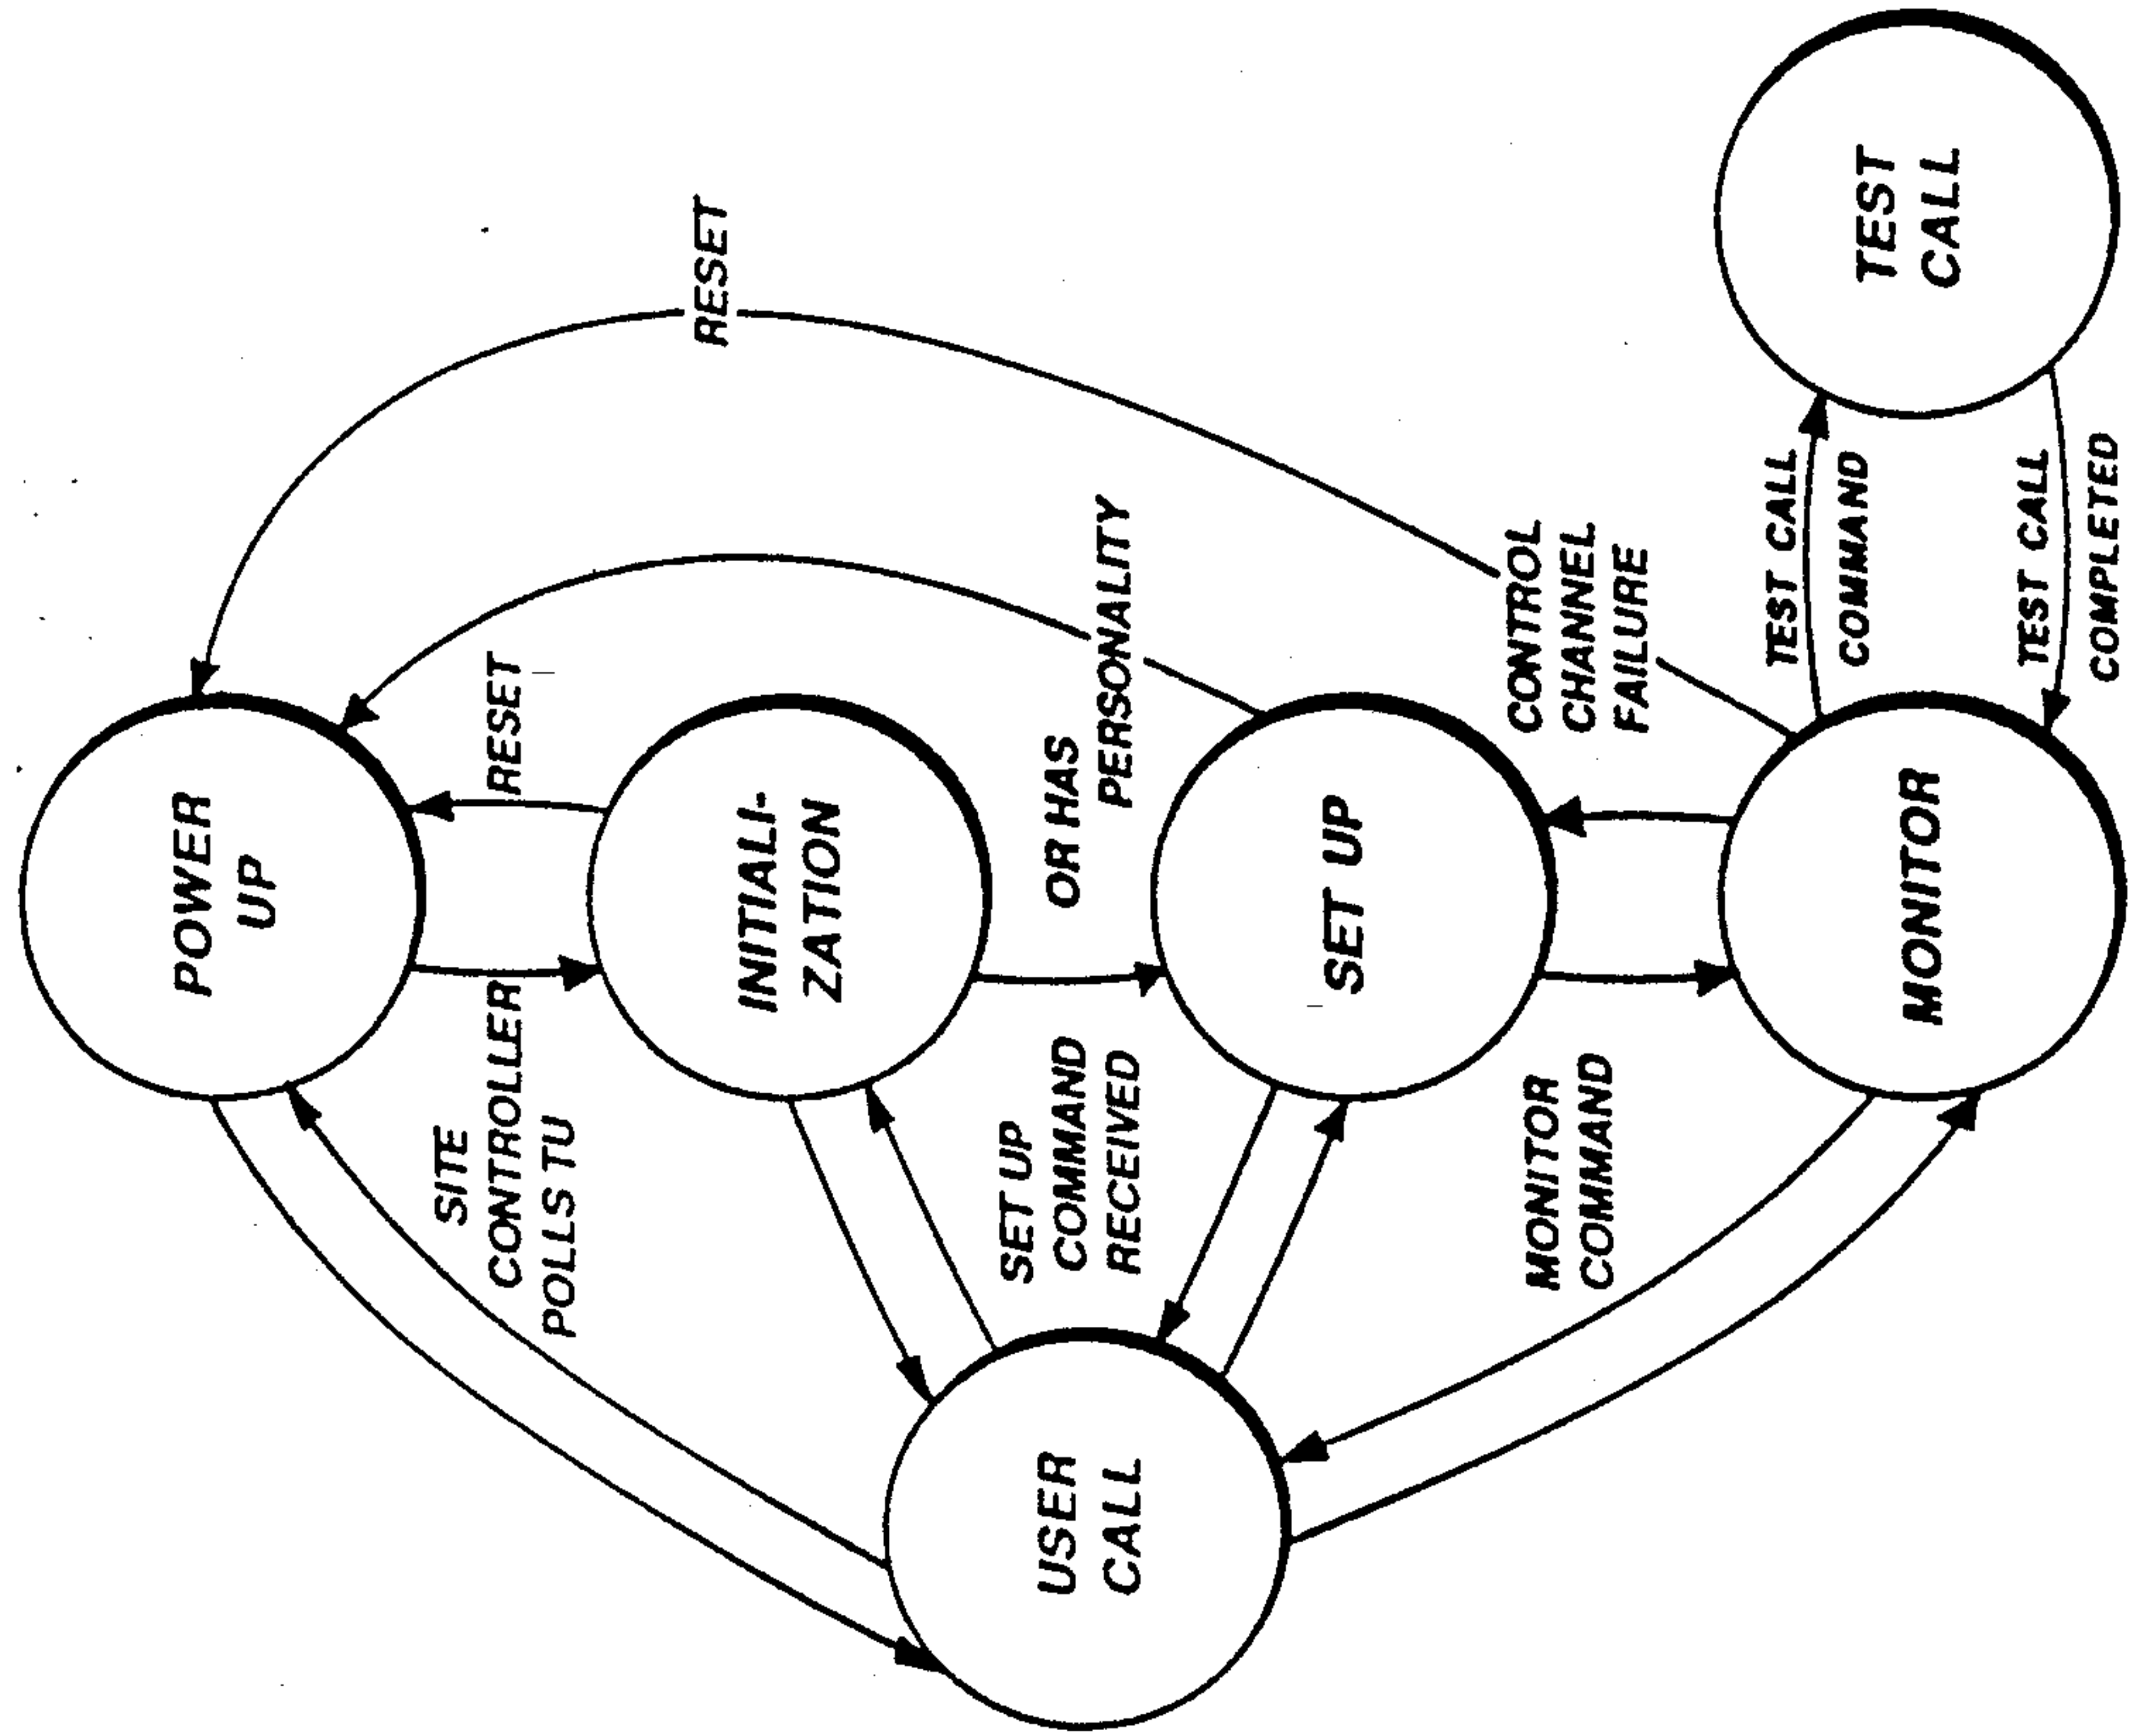 POWER
UP
RESET
SITE
CONTROLLER
POLLS TU
INITIALI-
ZATION
RESET
OR HAS
PERSONALITY
SET UP
COMMAND
RECEIVED
USER
CALL
SET UP
CONTROL
CHANNEL
FAILURE
MONITOR
COMMAND
MONITOR
TEST CALL
COMMAND
TEST CALL
COMPLETED
TEST
CALL